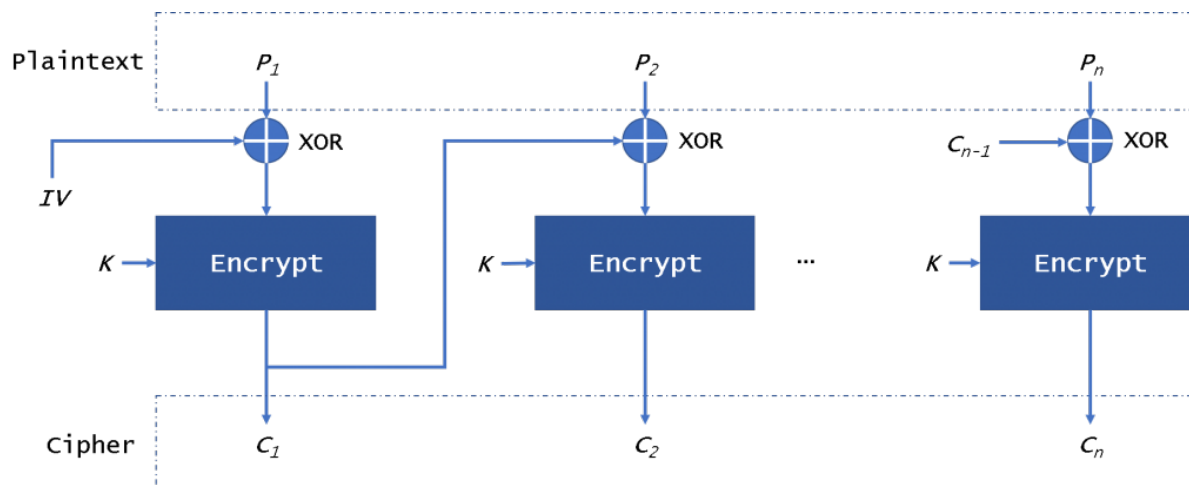 Plaintext P₁ P₂ Pₙ
XOR XOR Cₙ₋₁ XOR
IV
K Encrypt K Encrypt ... K Encrypt
Cipher C₁ C₂ Cₙ